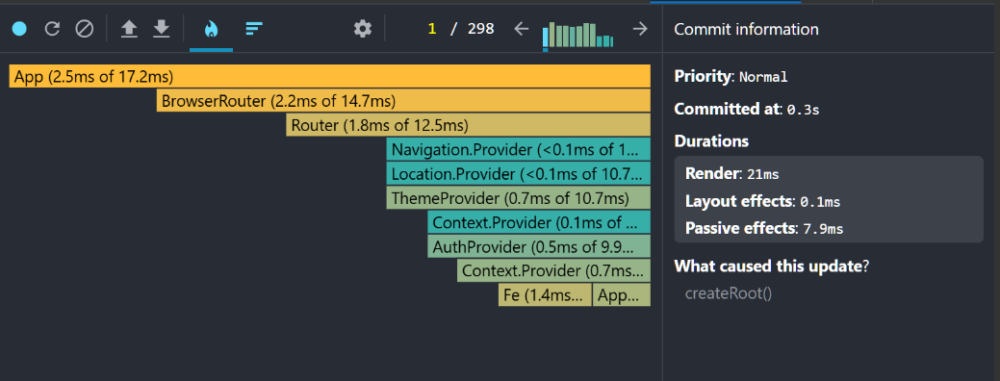 1 / 298
App (2.5ms of 17.2ms)
BrowserRouter (2.2ms of 14.7ms)
Router (1.8ms of 12.5ms)
Navigation.Provider (<0.1ms of 1...
Location.Provider (<0.1ms of 10.7...
ThemeProvider (0.7ms of 10.7ms)
Context.Provider (0.1ms of ...
AuthProvider (0.5ms of 9.9...
Context.Provider (0.7ms...
Fe (1.4ms... App...
Commit information
Priority: Normal
Committed at: 0.3s
Durations
Render: 21ms
Layout effects: 0.1ms
Passive effects: 7.9ms
What caused this update?
createRoot()